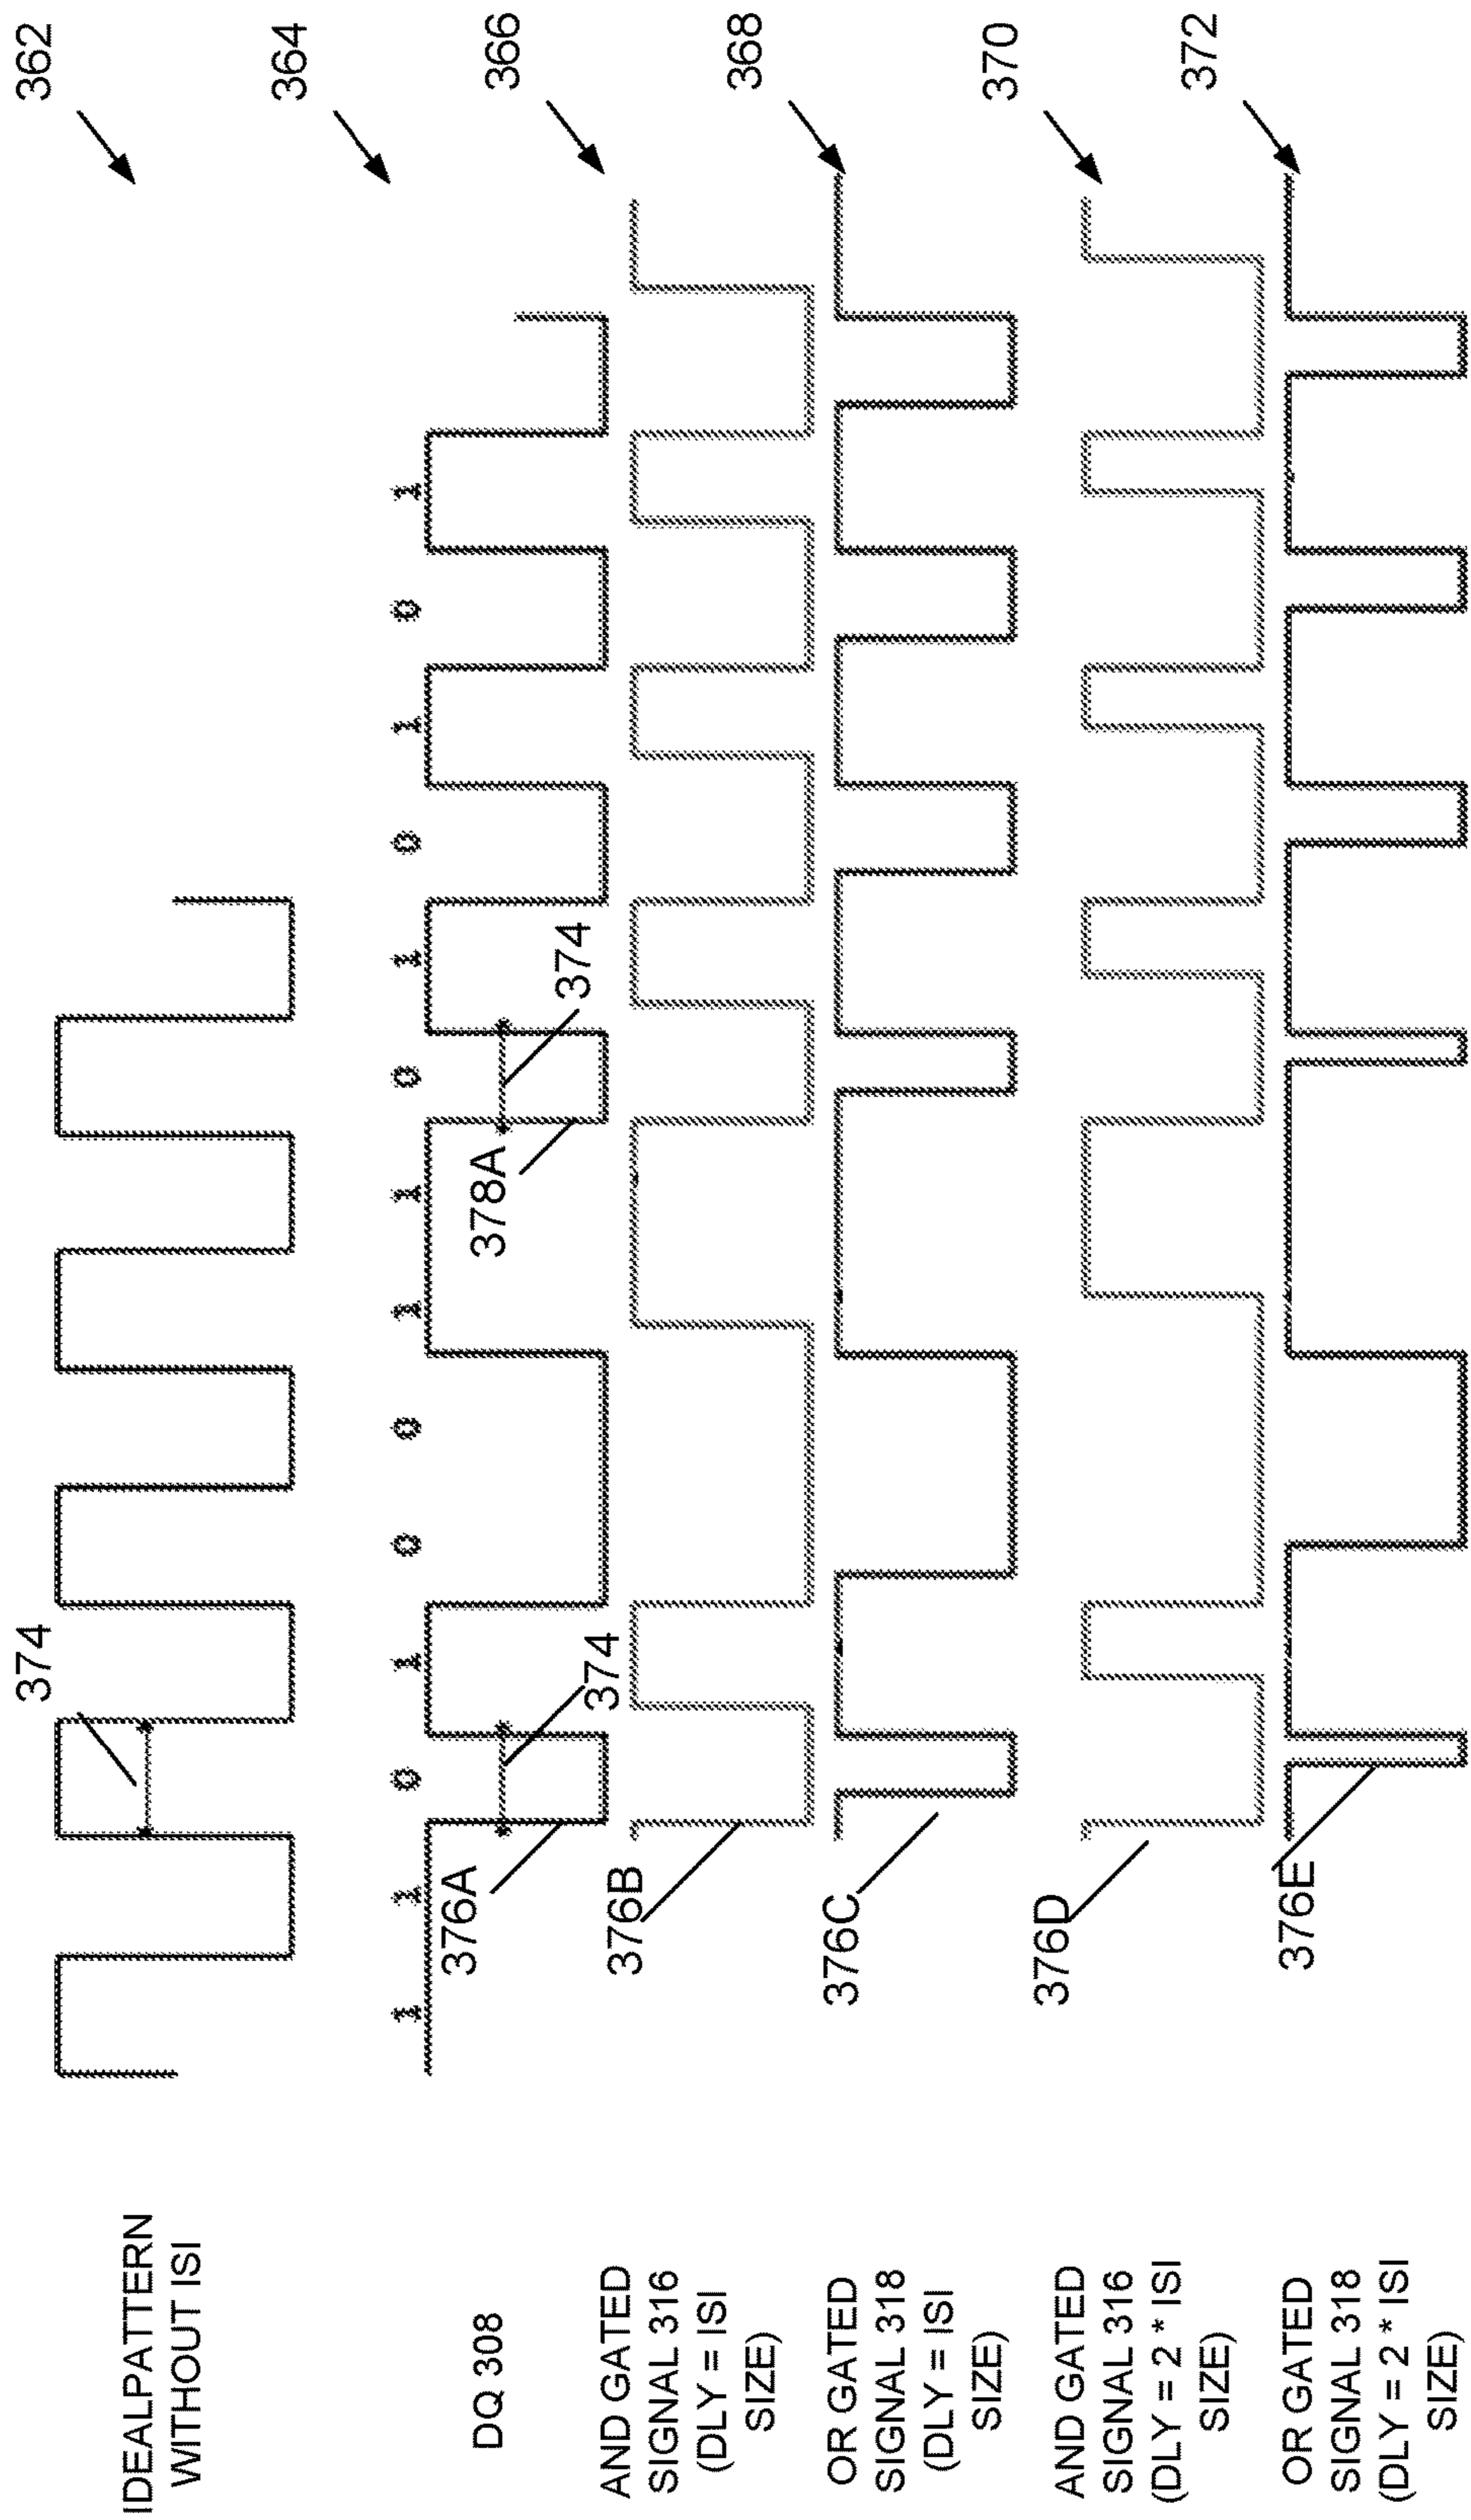 374
362
IDEALPATTERN
WITHOUT ISI
364
1 1 0 1 0 0 1 1 0 1 0 1 0 1
DQ 308
376A
374
378A
374
366
AND GATED
SIGNAL 316
(DLY = ISI
SIZE)
376B
368
OR GATED
SIGNAL 318
(DLY = ISI
SIZE)
376C
370
AND GATED
SIGNAL 316
(DLY = 2 * ISI
SIZE)
376D
372
OR GATED
SIGNAL 318
(DLY = 2 * ISI
SIZE)
376E